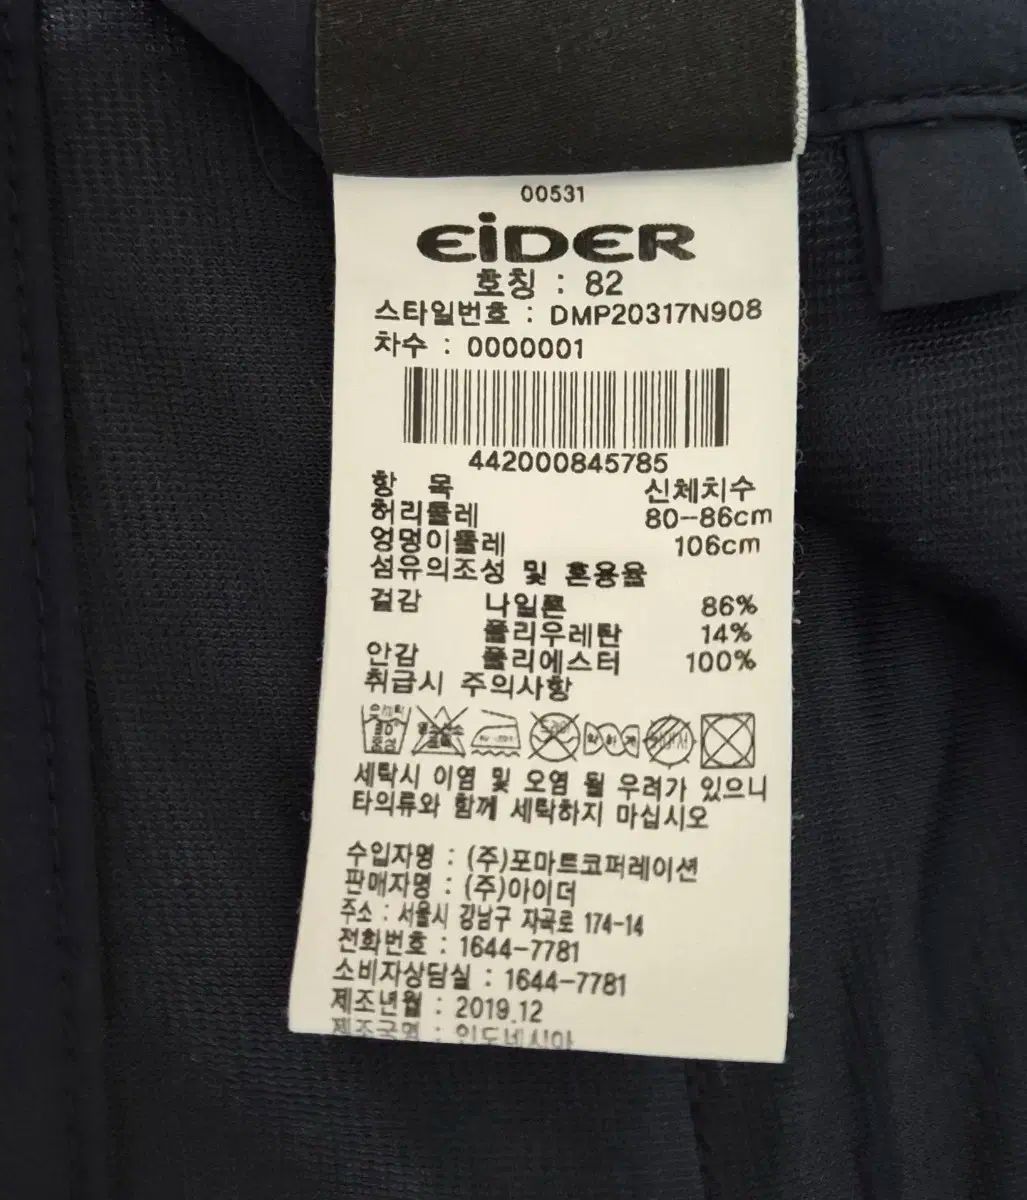 00531
EiDER
호칭 : 82
스타일번호 : DMP20317N908
차수 : 0000001
442000845785
항 목 신체치수
허리둘레 80-86cm
엉덩이둘레 106cm
섬유의조성 및 혼용율
겉감 나일론 86%
폴리우레탄 14%
안감 폴리에스터 100%
취급시 주의사항
세탁시 이염 및 오염 될 우려가 있으니
타의류와 함께 세탁하지 마십시오
수입자명 : (주)포마트코퍼레이션
판매자명 : (주)아이더
주소 : 서울시 강남구 자곡로 174-14
전화번호 : 1644-7781
소비자상담실 : 1644-7781
제조년월 : 2019.12
제조국명 : 인도네시아